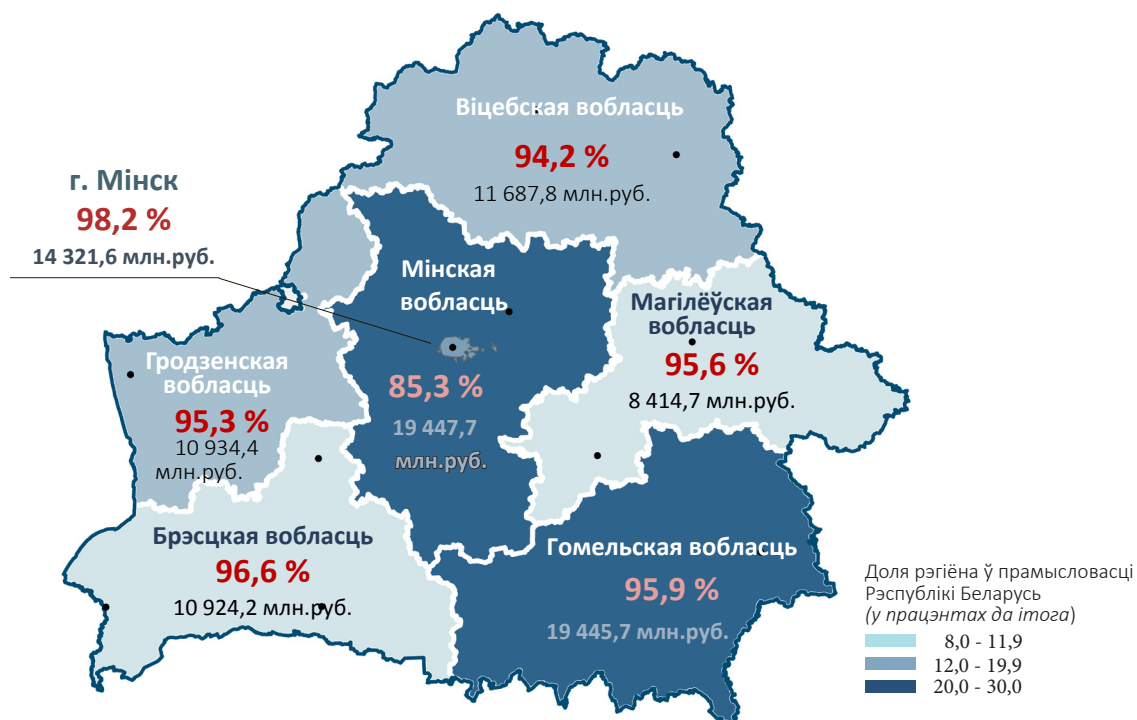 Віцебская вобласць
94,2 %
11 687,8 млн.руб.
г. Мінск
98,2 %
14 321,6 млн.руб.
Мінская
вобласць
85,3 %
19 447,7
млн.руб.
Магілёўская
вобласць
95,6 %
8 414,7 млн.руб.
Гродзенская
вобласць
95,3 %
10 934,4
млн.руб.
Брэсцкая вобласць
96,6 %
10 924,2 млн.руб.
Гомельская вобласць
95,9 %
19 445,7 млн.руб.
Доля рэгіёна ў прамысловасці
Рэспублікі Беларусь
(у працэнтах да ітога)
8,0 - 11,9
12,0 - 19,9
20,0 - 30,0